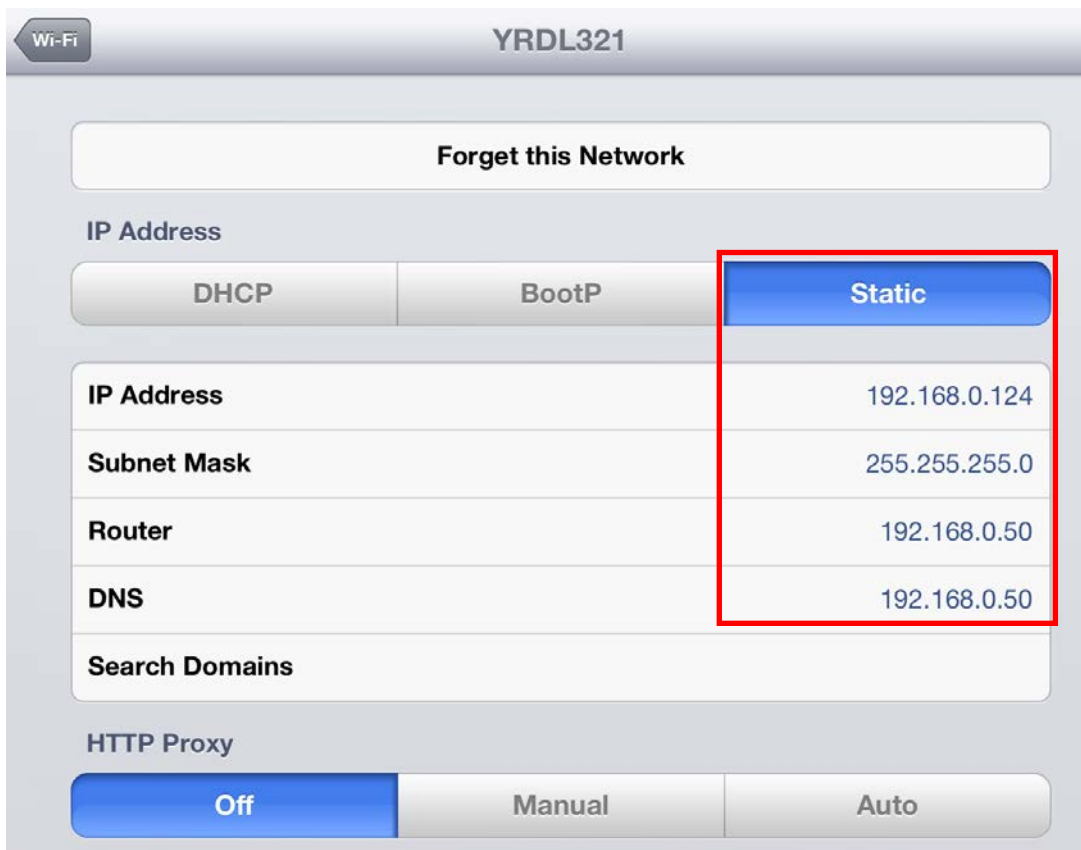 Wi-Fi YRDL321
Forget this Network
IP Address
DHCP BootP Static
IP Address 192.168.0.124
Subnet Mask 255.255.255.0
Router 192.168.0.50
DNS 192.168.0.50
Search Domains
HTTP Proxy
Off Manual Auto